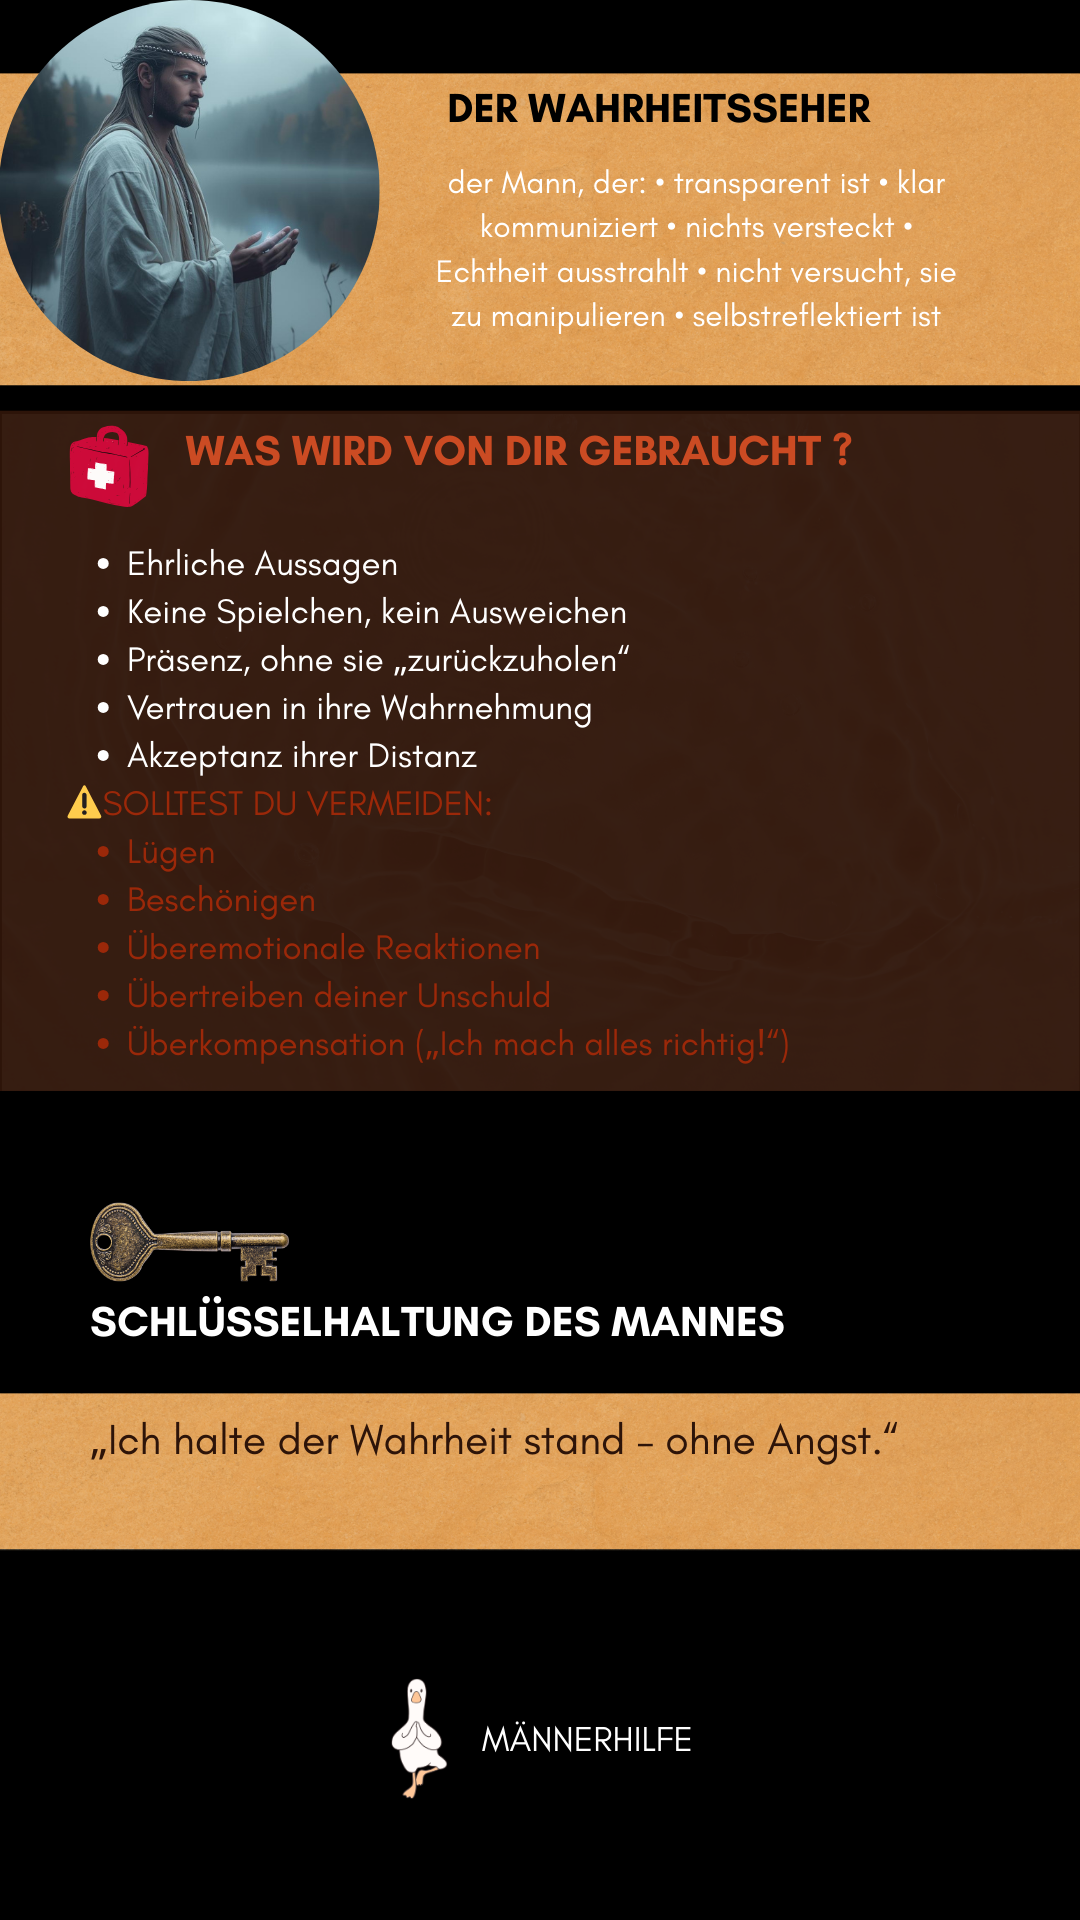 DER WAHRHEITSSEHER
der Mann, der: • transparent ist • klar
kommuniziert • nichts versteckt •
Echtheit ausstrahlt • nicht versucht, sie
zu manipulieren • selbstreflektiert ist
WAS WIRD VON DIR GEBRAUCHT ?
• Ehrliche Aussagen
• Keine Spielchen, kein Ausweichen
• Präsenz, ohne sie „zurückzuholen“
• Vertrauen in ihre Wahrnehmung
• Akzeptanz ihrer Distanz
⚠️SOLLTEST DU VERMEIDEN:
• Lügen
• Beschönigen
• Überemotionale Reaktionen
• Übertreiben deiner Unschuld
• Überkompensation („Ich mach alles richtig!“)
SCHLÜSSELHALTUNG DES MANNES
„Ich halte der Wahrheit stand – ohne Angst.“
MÄNNERHILFE